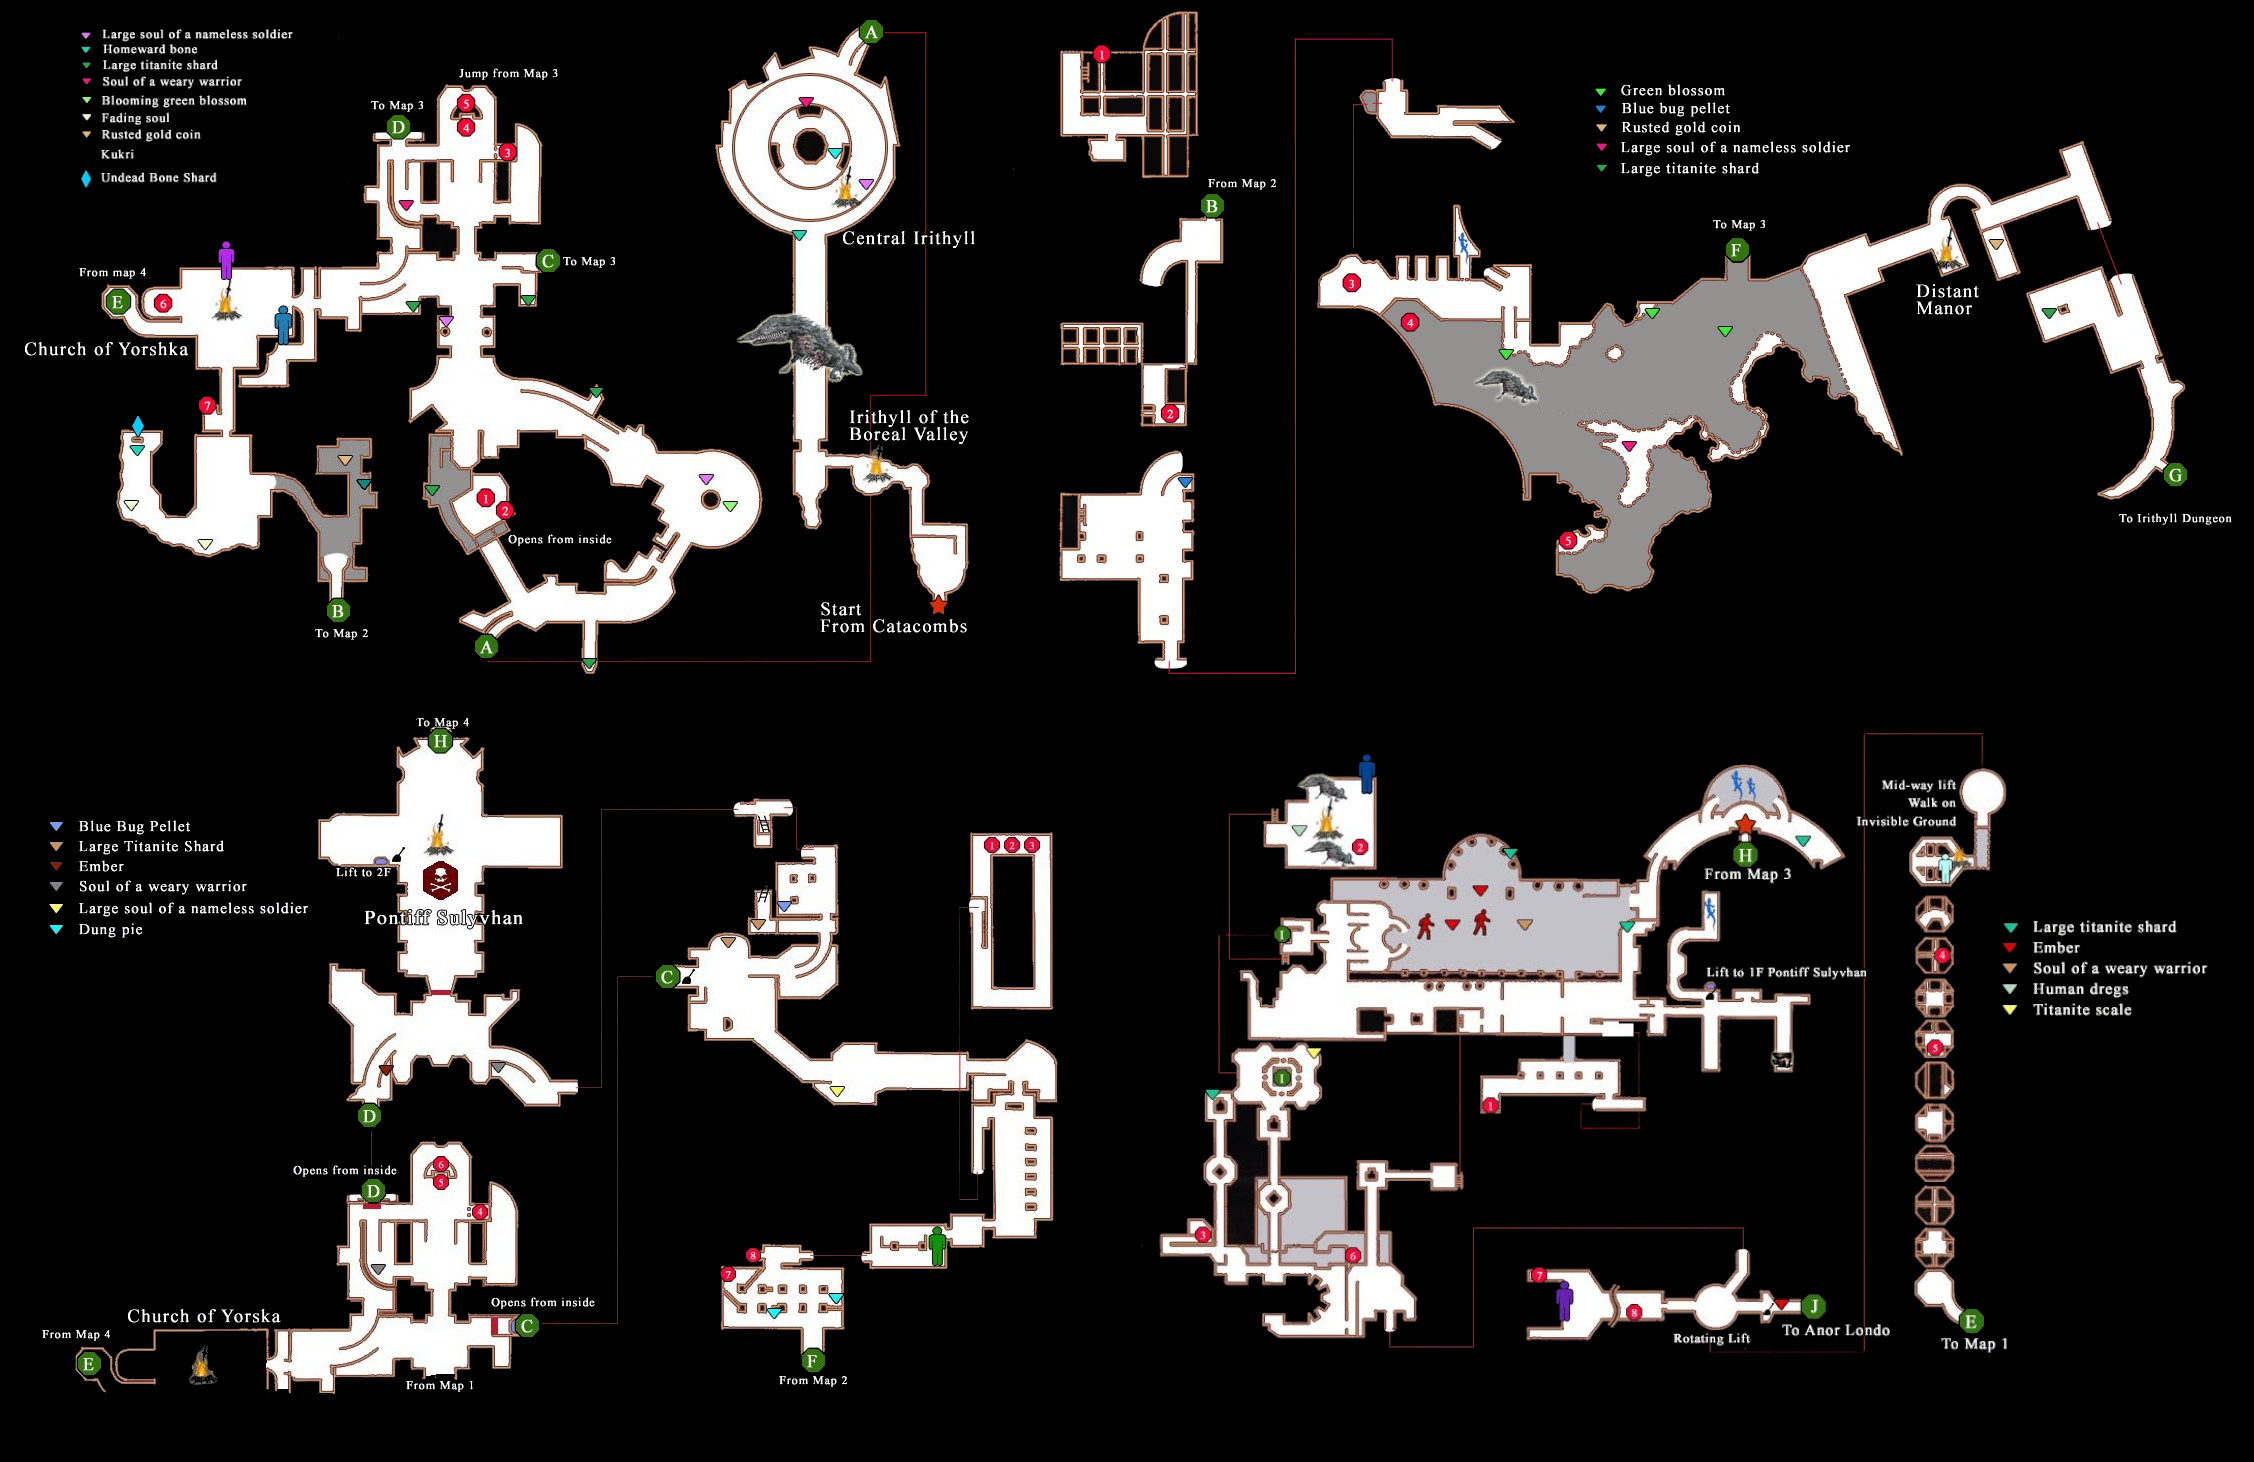 Large soul of a nameless soldier
Homeward bone
Large titanite shard
Soul of a weary warrior
Blooming green blossom
Fading soul
Rusted gold coin
Kukri
Undead Bone Shard
Jump from Map 3
To Map 3
D
5
4
3
C
To Map 3
From map 4
E
6
Church of Yorshka
7
1
2
Opens from inside
B
To Map 2
A
A
Central Irithyll
Irithyll of the
Boreal Valley
Start
From Catacombs
1
From Map 2
B
2
Green blossom
Blue bug pellet
Rusted gold coin
Large soul of a nameless soldier
Large titanite shard
To Map 3
F
3
4
5
Distant
Manor
G
To Irithyll Dungeon
To Map 4
H
Blue Bug Pellet
Large Titanite Shard
Ember
Soul of a weary warrior
Large soul of a nameless soldier
Dung pie
Lift to 2F
Pontiff Sulyvhan
D
Opens from inside
D
6
5
4
Opens from inside
C
Church of Yorska
From Map 4
E
From Map 1
C
1
2
3
8
7
F
From Map 2
2
I
H
From Map 3
Lift to 1F Pontiff Sulyvhan
I
1
3
6
7
8
Rotating Lift
J
To Anor Londo
Mid-way lift
Walk on
Invisible Ground
4
5
E
To Map 1
Large titanite shard
Ember
Soul of a weary warrior
Human dregs
Titanite scale